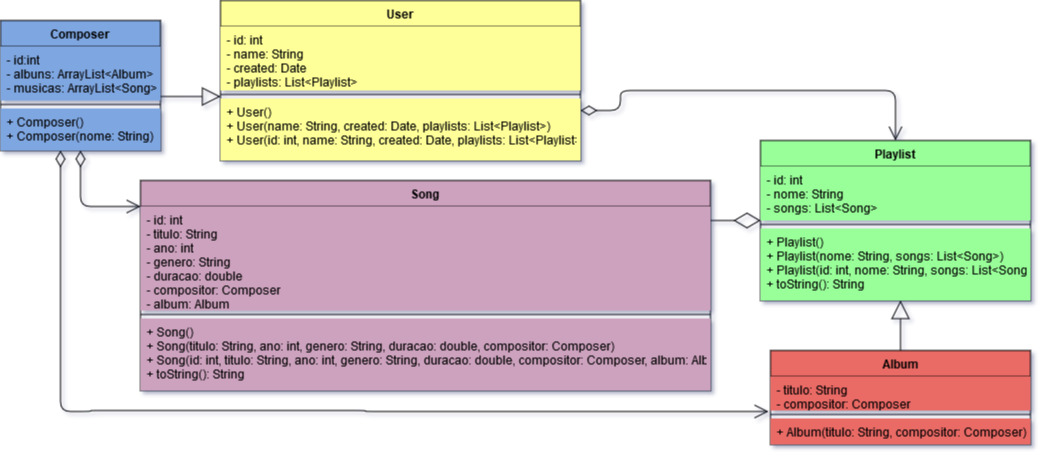 Composer
- id:int
- albuns: ArrayList<Album>
- musicas: ArrayList<Song>
+ Composer()
+ Composer(nome: String)
User
- id: int
- name: String
- created: Date
- playlists: List<Playlist>
+ User()
+ User(name: String, created: Date, playlists: List<Playlist>)
+ User(id: int, name: String, created: Date, playlists: List<Playlist
Song
- id: int
- titulo: String
- ano: int
- genero: String
- duracao: double
- compositor: Composer
- album: Album
+ Song()
+ Song(titulo: String, ano: int, genero: String, duracao: double, compositor: Composer)
+ Song(id: int, titulo: String, ano: int, genero: String, duracao: double, compositor: Composer, album: Alb
+ toString(): String
Playlist
- id: int
- nome: String
- songs: List<Song>
+ Playlist()
+ Playlist(nome: String, songs: List<Song>)
+ Playlist(id: int, nome: String, songs: List<Song
+ toString(): String
Album
- titulo: String
- compositor: Composer
+ Album(titulo: String, compositor: Composer)